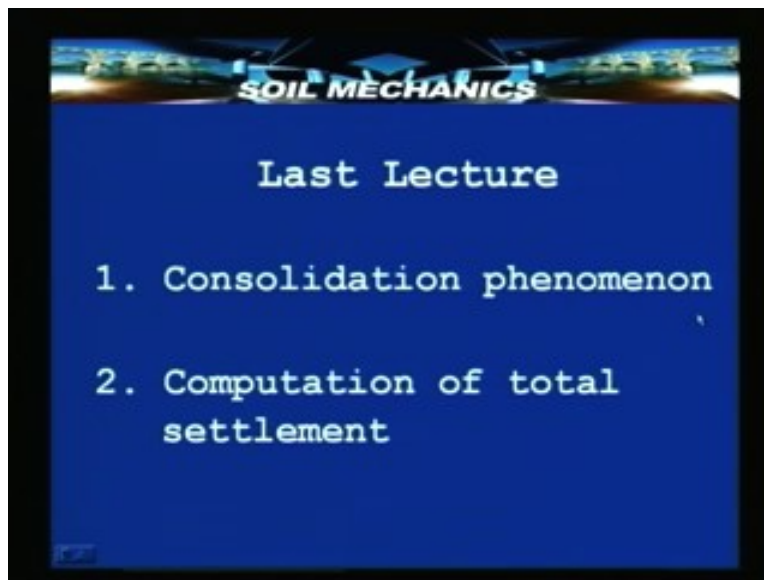 SOIL MECHANICS
Last Lecture
1. Consolidation phenomenon
2. Computation of total
settlement